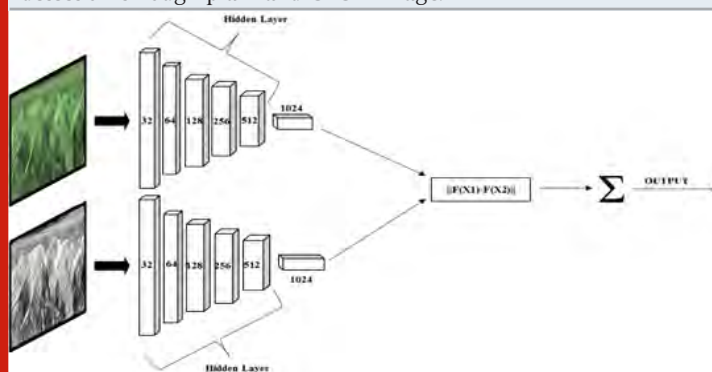 Hidden Layer
32 64 128 256 512 1024
||F(X1)-F(X2)||
Σ
OUTPUT
32 64 128 256 512
1024
Hidden Layer